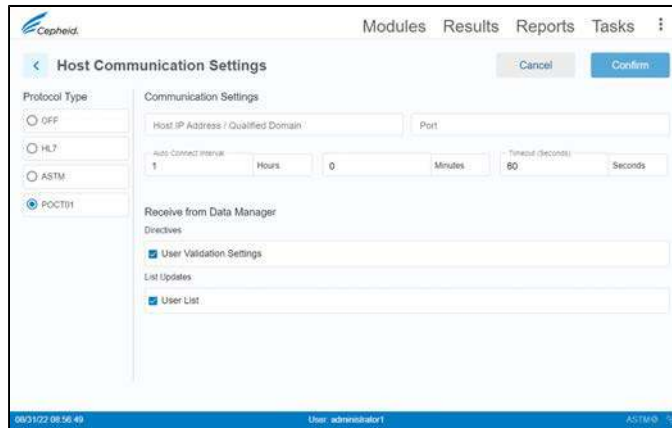 Cepheid.
Modules Results Reports Tasks
Host Communication Settings Cancel Confirm
Protocol Type
Communication Settings
OFF
HL7
ASTM
POCT01
Host IP Address / Qualified Domain
Port
Auto Connect Interval
1 Hours 0 Minutes
Timeout (Seconds)
60 Seconds
Receive from Data Manager
Directives
User Validation Settings
List Updates
User List
08/31/22 08:56:49 User: administrator1 ASTM